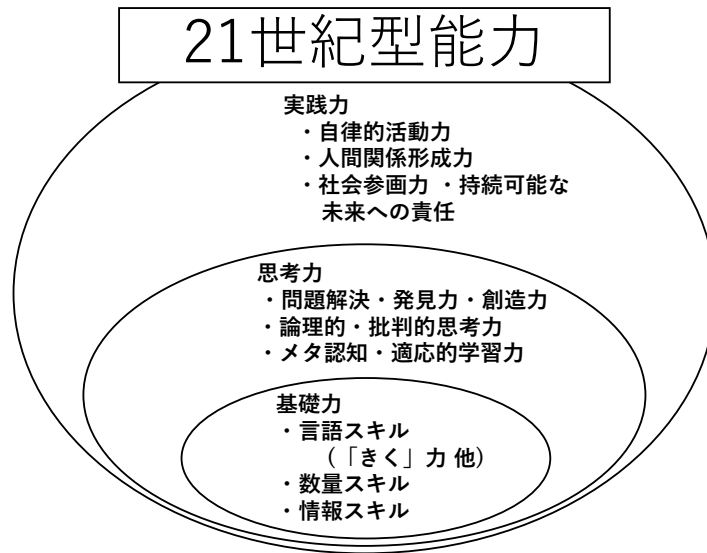 21世紀型能力
実践力
・自律的活動力
・人間関係形成力
・社会参画力 ・持続可能な
未来への責任
思考力
・問題解決・発見力・創造力
・論理的・批判的思考力
・メタ認知・適応的学習力
基礎力
・言語スキル
（「きく」力 他）
・数量スキル
・情報スキル